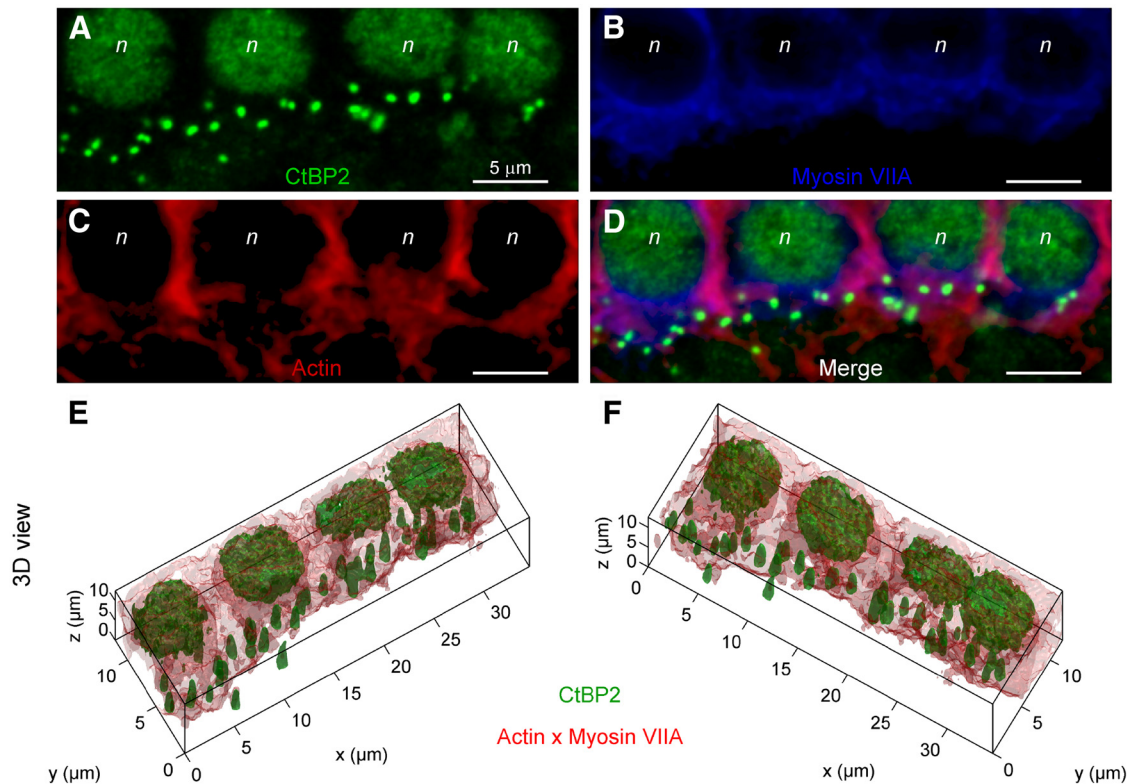 A
n n n n
5 μm
CtBP2
B
n n n n
Myosin VIIA
C
n n n n
Actin
D
n n n n
Merge
3D view
E
z (μm)
10
5
0
10
5
0
y (μm)
0
5
10
15
20
25
30
x (μm)
F
z (μm)
10
5
0
0
5
10
15
20
25
30
x (μm)
10
5
0
y (μm)
CtBP2
Actin x Myosin VIIA